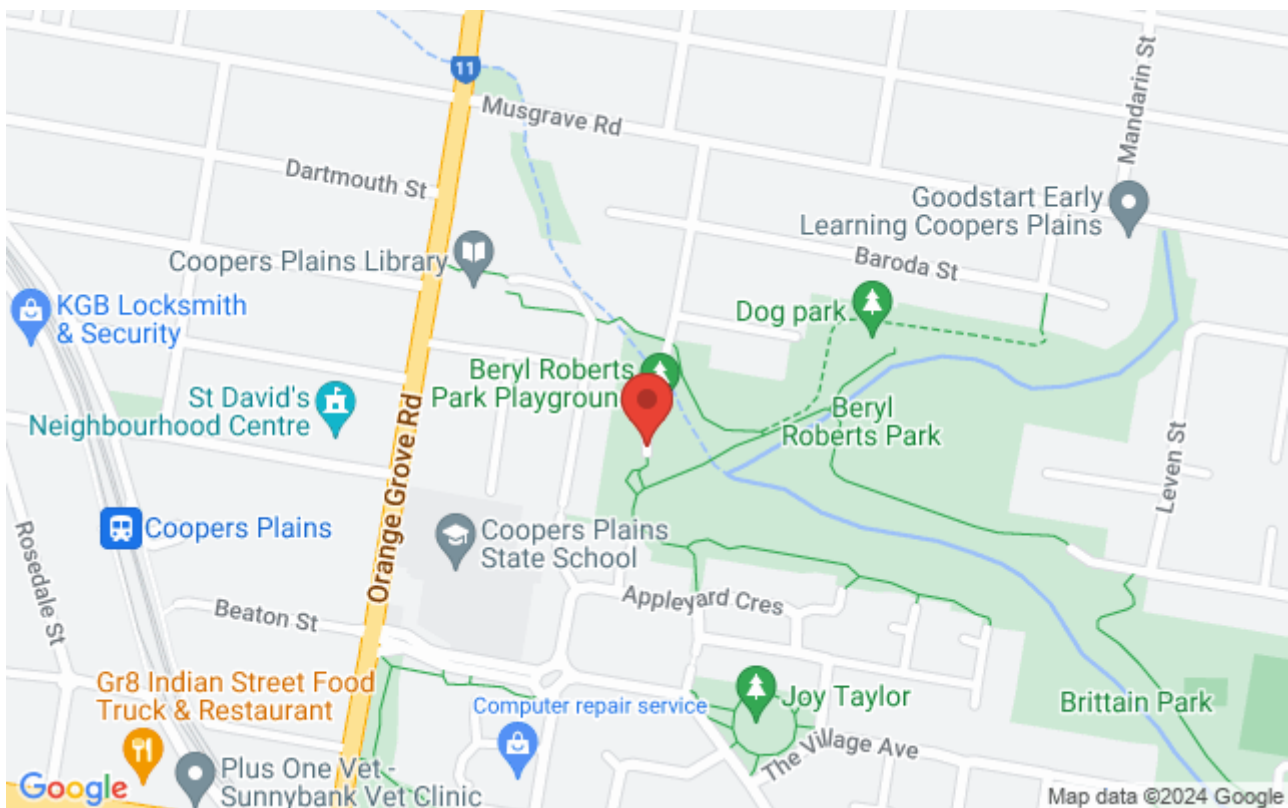 11
Musgrave Rd
Mandarin St
Dartmouth St
Goodstart Early
Learning Coopers Plains
Coopers Plains Library
Baroda St
KGB Locksmith
& Security
Dog park
Beryl Roberts
Park Playgroun
St David's
Neighbourhood Centre
Orange Grove Rd
Beryl
Roberts Park
Leven St
Coopers Plains
Coopers Plains
State School
Rosedale St
Beaton St
Appleyard Cres
Gr8 Indian Street Food
Truck & Restaurant
Computer repair service
Joy Taylor
Brittain Park
The Village Ave
Plus One Vet -
Sunnybank Vet Clinic
Google
Map data ©2024 Google